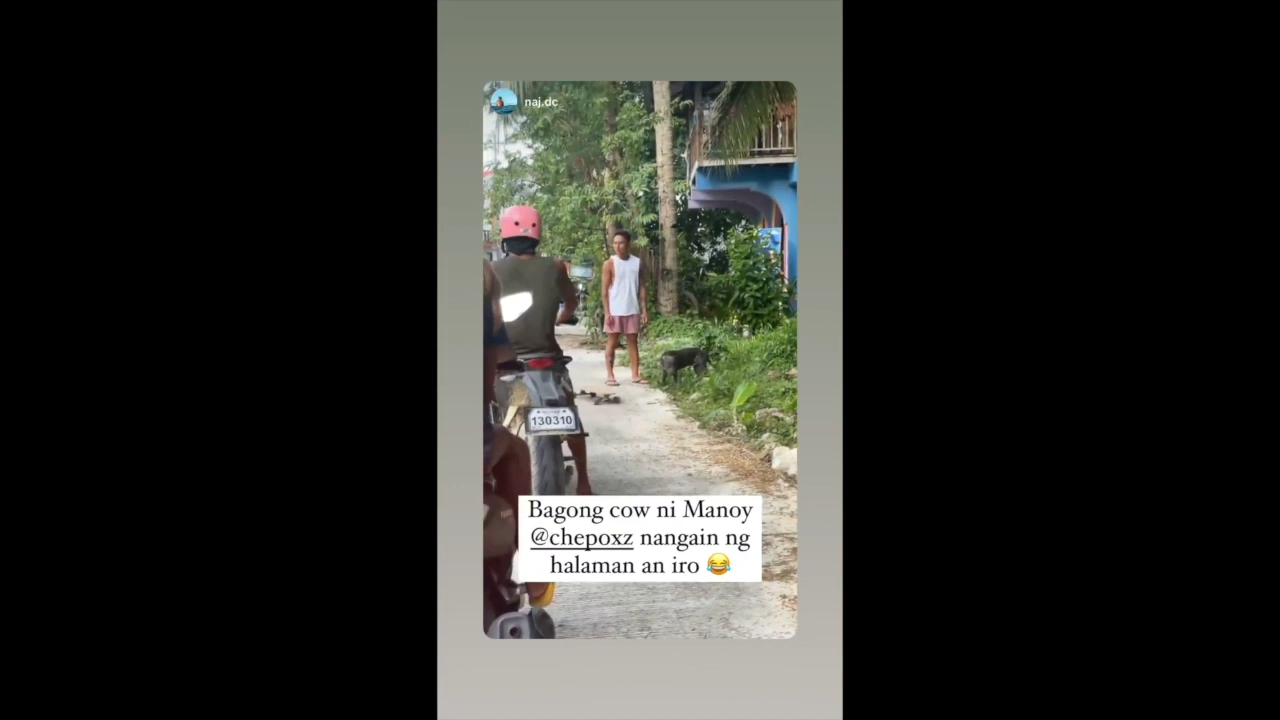 naj.dc
130310
Bagong cow ni Manoy
@chepoxz nangain ng
halaman an iro 😂